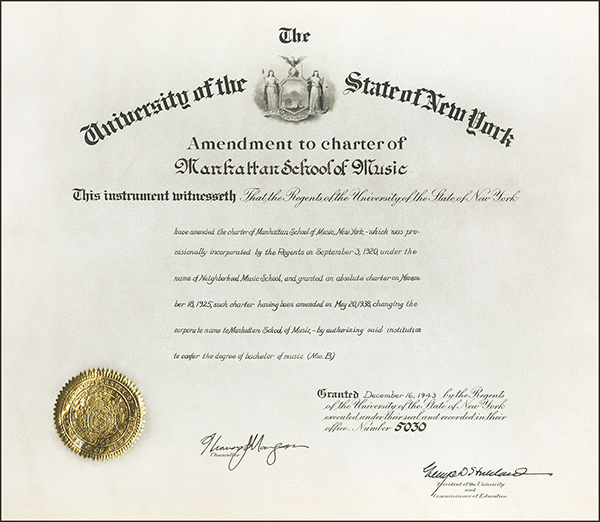 The
University of the State of New York
Amendment to charter of
Manhattan School of Music
This instrument witnesseth That the Regents of the University of the State of New York
have amended the charter of Manhattan School of Music, New York,-which was pro-
visionally incorporated by the Regents on September 3, 1920, under the
name of Neighborhood Music School, and granted an absolute charter on Novem-
ber 18, 1925, such charter having been amended on May 20, 1938, changing the
corporate name to Manhattan School of Music,-by authorizing said institution
to confer the degree of bachelor of music (Mus. B.)
Granted December 16, 1943 by the Regents
of the University of the State of New York
executed under their seal and recorded in their
office. Number 5030
Chancellor
President of the University
and
Commissioner of Education